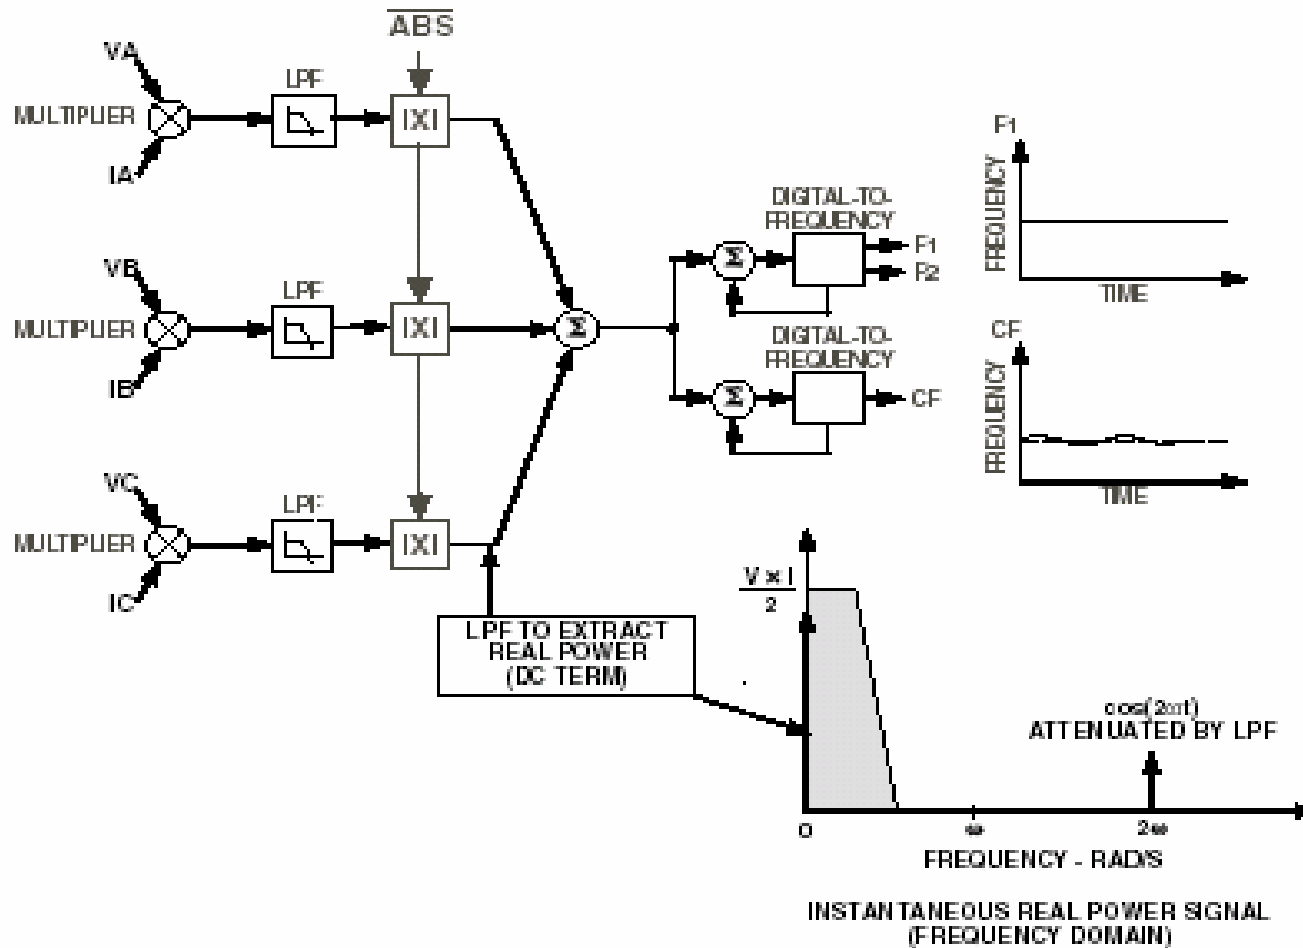 ABS
VA
LPF
MULTIPLIER
|X|
IA
F1
FREQUENCY
TIME
DIGITAL-TO-
FREQUENCY
Σ
F1
F2
VB
LPF
MULTIPLIER
|X|
Σ
IB
DIGITAL-TO-
FREQUENCY
Σ
CF
CF
FREQUENCY
TIME
VC
LPF
MULTIPLIER
|X|
IC
LPF TO EXTRACT
REAL POWER
(DC TERM)
V × I
2
cos(2ωt)
ATTENUATED BY LPF
0
ω
2ω
FREQUENCY - RAD/S
INSTANTANEOUS REAL POWER SIGNAL
(FREQUENCY DOMAIN)